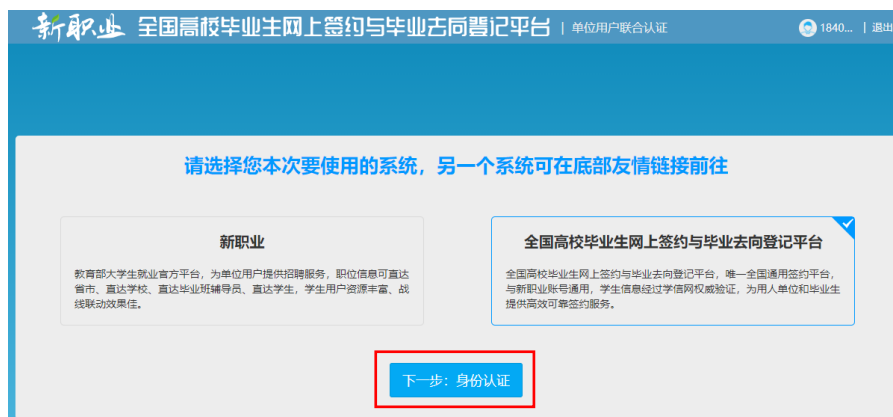 新职业 全国高校毕业生网上签约与毕业去向登记平台 | 单位用户联合认证 1840... | 退出
请选择您本次要使用的系统，另一个系统可在底部友情链接前往
新职业
教育部大学生就业官方平台，为单位用户提供招聘服务，职位信息可直达
省市、直达学校、直达毕业班辅导员、直达学生，学生用户资源丰富、战
线联动效果佳。
全国高校毕业生网上签约与毕业去向登记平台
全国高校毕业生网上签约与毕业去向登记平台，唯一全国通用签约平台，
与新职业账号通用，学生信息经过学信网权威验证，为用人单位和毕业生
提供高效可靠签约服务。
下一步：身份认证